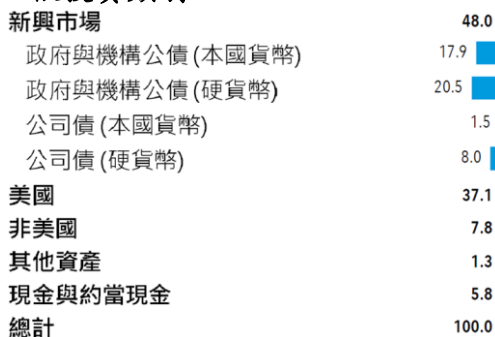 新興市場 48.0
政府與機構公債 (本國貨幣) 17.9
政府與機構公債 (硬貨幣) 20.5
公司債 (本國貨幣) 1.5
公司債 (硬貨幣) 8.0
美國 37.1
非美國 7.8
其他資產 1.3
現金與約當現金 5.8
總計 100.0